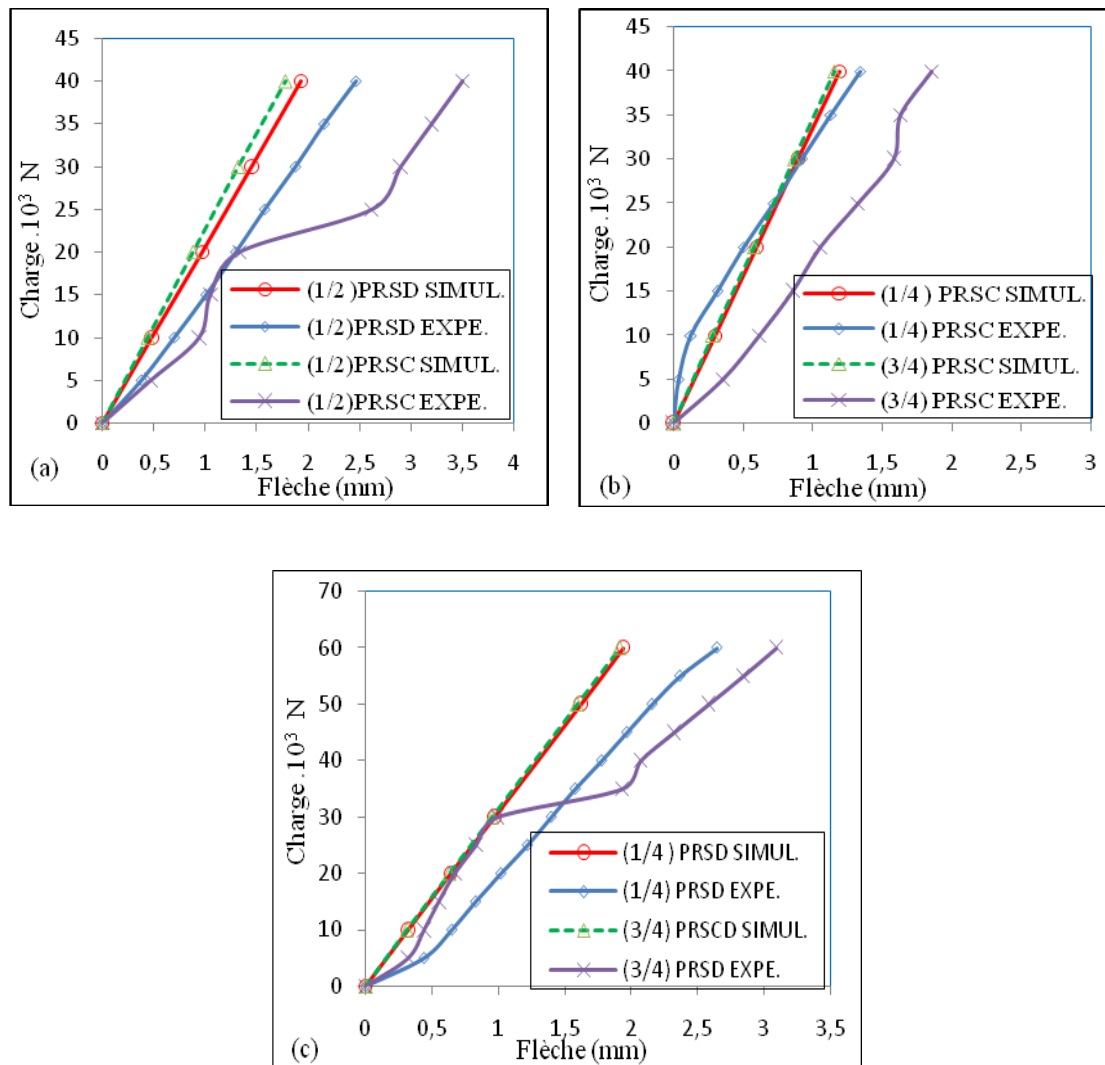 45
40
35
30
25
20
15
10
5
0
Charge .10³ N
(1/2 )PRSD SIMUL.
(1/2)PRSD EXPE.
(1/2)PRSC SIMUL.
(1/2)PRSC EXPE.
0 0,5 1 1,5 2 2,5 3 3,5 4
(a) Flèche (mm)
45
40
35
30
25
20
15
10
5
0
Charge .10³ N
(1/4 ) PRSC SIMUL.
(1/4) PRSC EXPE.
(3/4) PRSC SIMUL.
(3/4) PRSC EXPE.
0 0,5 1 1,5 2 2,5 3
(b) Flèche (mm)
70
60
50
40
30
20
10
0
Charge .10³ N
(1/4 ) PRSD SIMUL.
(1/4) PRSD EXPE.
(3/4) PRSCD SIMUL.
(3/4) PRSD EXPE.
0 0,5 1 1,5 2 2,5 3 3,5
(c) Flèche (mm)